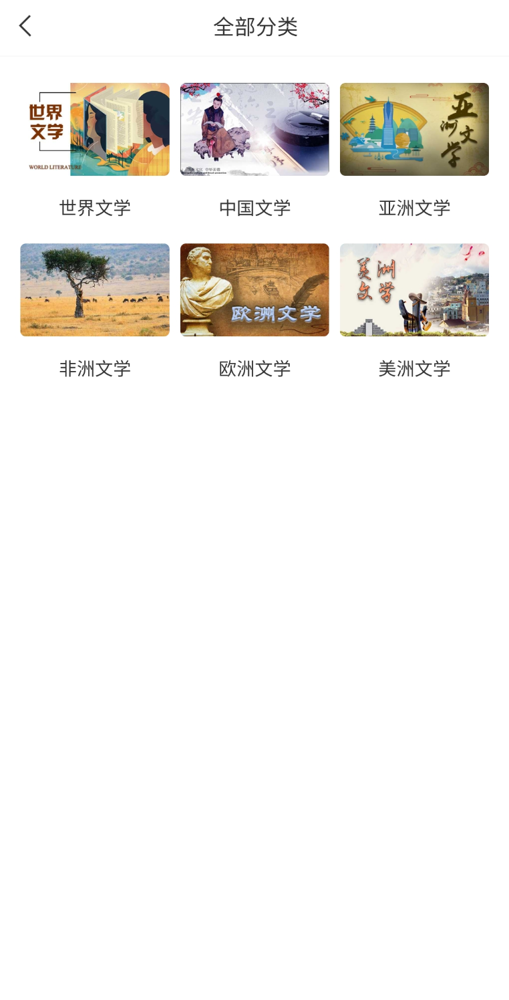 全部分类
世界
文学
WORLD LITERATURE
亚
洲
文
学
世界文学
中国文学
亚洲文学
欧洲文学
美洲
文学
非洲文学
欧洲文学
美洲文学